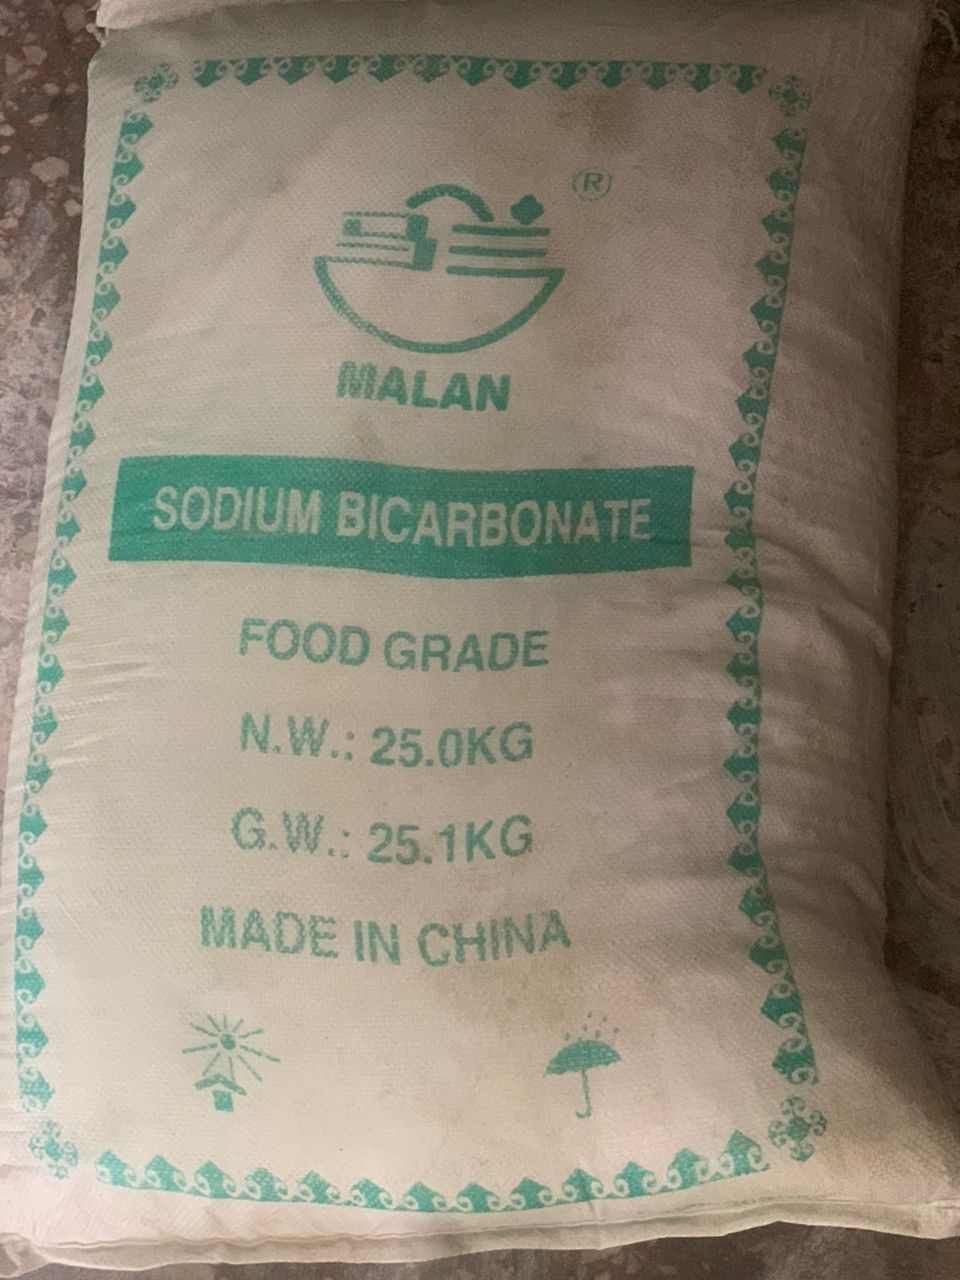 ®
MALAN
SODIUM BICARBONATE
FOOD GRADE
N.W.: 25.0KG
G.W.: 25.1KG
MADE IN CHINA